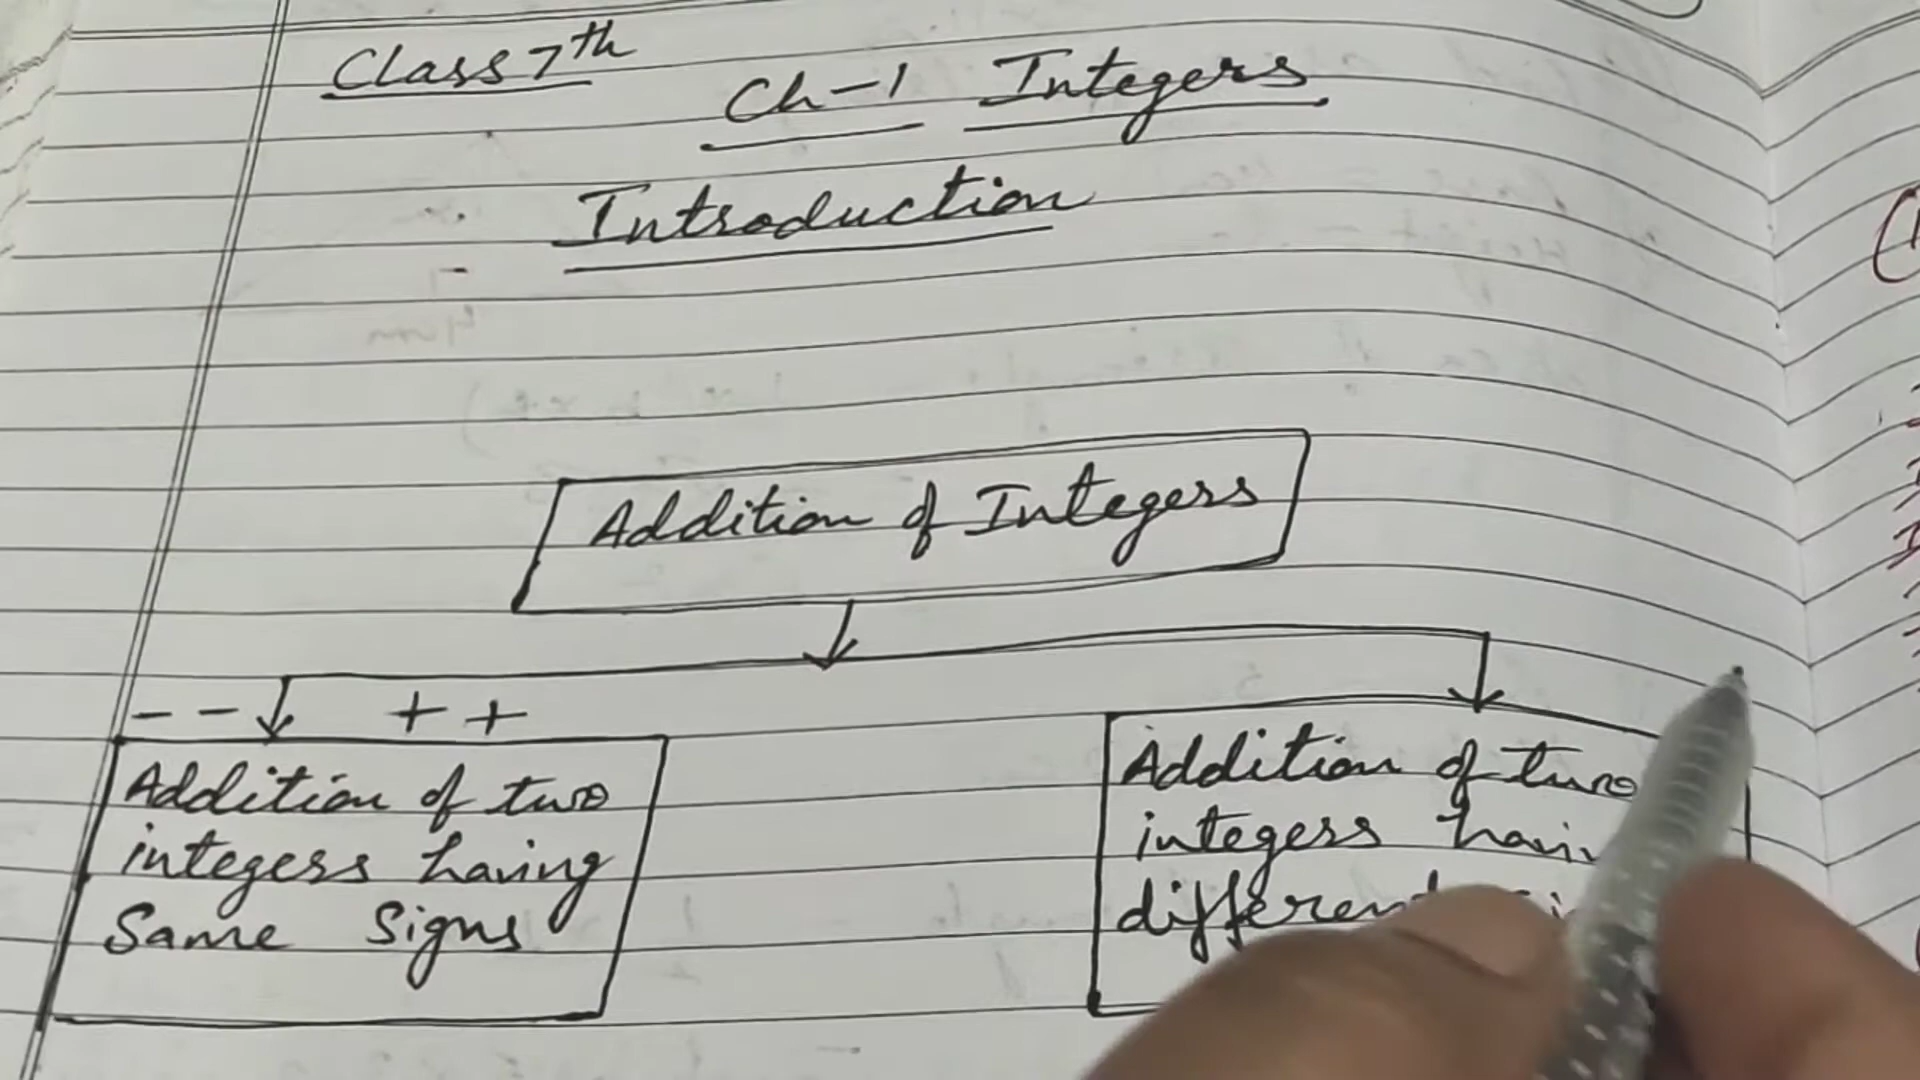 Class 7th
Ch-1 Integers
Introduction
Addition of Integers
- - + +
Addition of two
integers having
Same Signs
Addition of two
integers